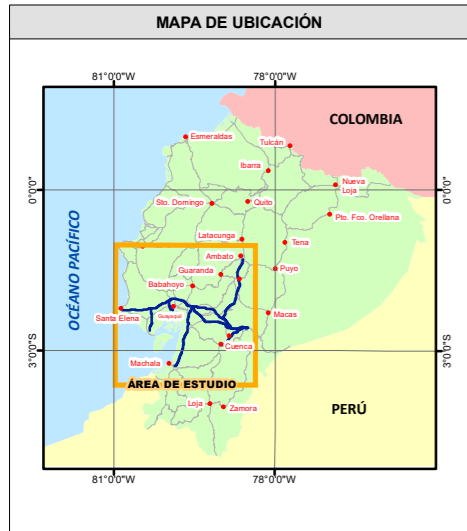 MAPA DE UBICACIÓN
81°0'0"W
78°0'0"W
COLOMBIA
Esmeraldas
Tulcán
Ibarra
Nueva
Loja
0°0'0"
0°0'0"
Sto. Domingo
Quito
Pto. Fco. Orellana
OCÉANO PACÍFICO
Latacunga
Tena
Ambato
Guaranda
Puyo
Babahoyo
Santa Elena
Guayaquil
Macas
3°0'0"S
3°0'0"S
Cuenca
Machala
ÁREA DE ESTUDIO
Loja
Zamora
PERÚ
81°0'0"W
78°0'0"W